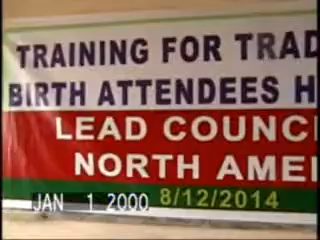 TRAINING FOR TRAD
BIRTH ATTENDEES H
LEAD COUNC
NORTH AME
8/12/2014
JAN 1 2000